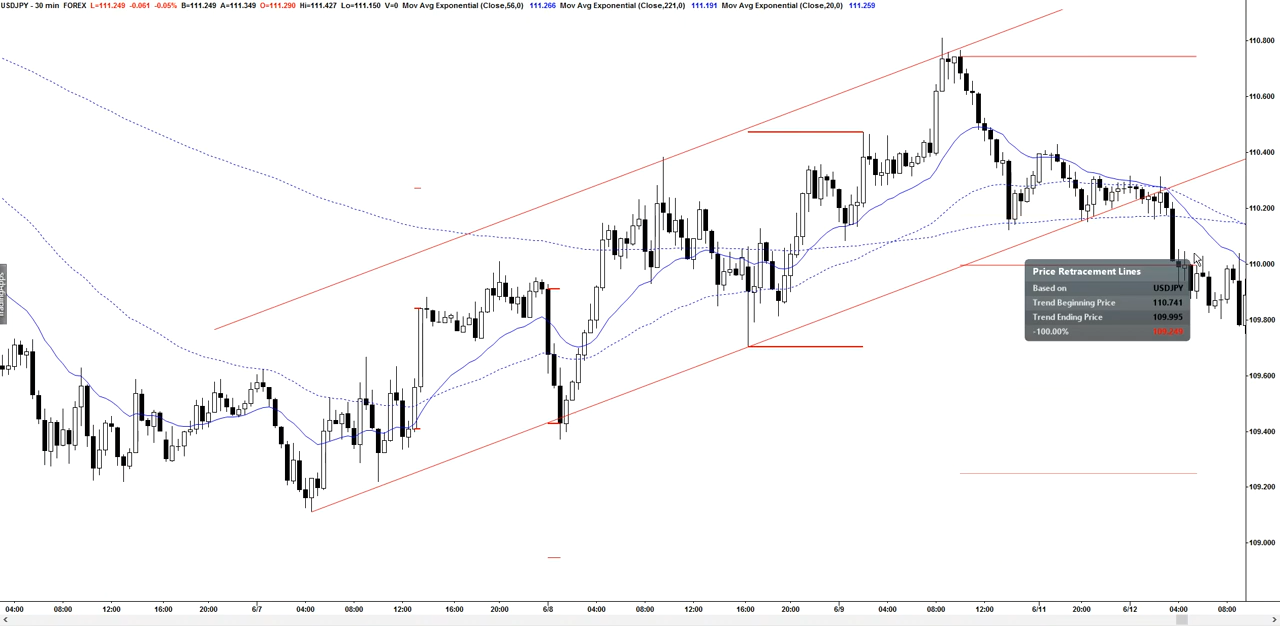 USDJPY - 30 min FOREX L=111.249 -0.061 -0.05% B=111.249 A=111.349 O=111.290 Hi=111.427 Lo=111.150 V=0 Mov Avg Exponential (Close,56,0) 111.266 Mov Avg Exponential (Close,221,0) 111.191 Mov Avg Exponential (Close,20,0) 111.259
110.800
110.600
110.400
110.200
110.000
109.800
109.600
109.400
109.200
109.000
TradingApps
Price Retracement Lines
Based on USDJPY
Trend Beginning Price 110.741
Trend Ending Price 109.995
-100.00% 109.249
04:00 08:00 12:00 16:00 20:00 6/7 04:00 08:00 12:00 16:00 20:00 6/8 04:00 08:00 12:00 16:00 20:00 6/9 04:00 08:00 12:00 6/11 20:00 6/12 04:00 08:00